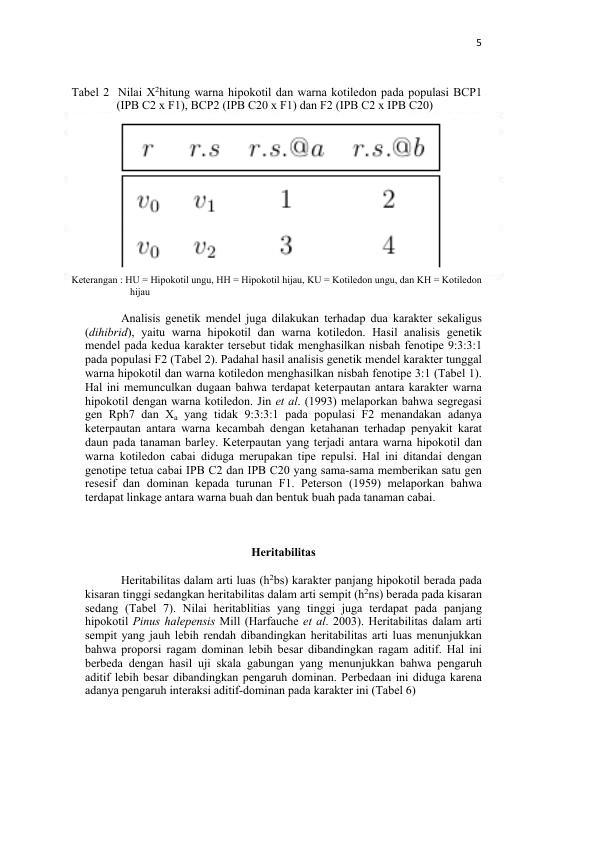 5
Tabel 2 Nilai X²hitung warna hipokotil dan warna kotiledon pada populasi BCP1
(IPB C2 x F1), BCP2 (IPB C20 x F1) dan F2 (IPB C2 x IPB C20)
r r.s r.s.@a r.s.@b
v₀ v₁ 1 2
v₀ v₂ 3 4
Keterangan : HU = Hipokotil ungu, HH = Hipokotil hijau, KU = Kotiledon ungu, dan KH = Kotiledon
hijau
Analisis genetik mendel juga dilakukan terhadap dua karakter sekaligus
(dihibrid), yaitu warna hipokotil dan warna kotiledon. Hasil analisis genetik
mendel pada kedua karakter tersebut tidak menghasilkan nisbah fenotipe 9:3:3:1
pada populasi F2 (Tabel 2). Padahal hasil analisis genetik mendel karakter tunggal
warna hipokotil dan warna kotiledon menghasilkan nisbah fenotipe 3:1 (Tabel 1).
Hal ini memunculkan dugaan bahwa terdapat keterpautan antara karakter warna
hipokotil dengan warna kotiledon. Jin et al. (1993) melaporkan bahwa segregasi
gen Rph7 dan Xₐ yang tidak 9:3:3:1 pada populasi F2 menandakan adanya
keterpautan antara warna kecambah dengan ketahanan terhadap penyakit karat
daun pada tanaman barley. Keterpautan yang terjadi antara warna hipokotil dan
warna kotiledon cabai diduga merupakan tipe repulsi. Hal ini ditandai dengan
genotipe tetua cabai IPB C2 dan IPB C20 yang sama-sama memberikan satu gen
resesif dan dominan kepada turunan F1. Peterson (1959) melaporkan bahwa
terdapat linkage antara warna buah dan bentuk buah pada tanaman cabai.
Heritabilitas
Heritabilitas dalam arti luas (h²bs) karakter panjang hipokotil berada pada
kisaran tinggi sedangkan heritabilitas dalam arti sempit (h²ns) berada pada kisaran
sedang (Tabel 7). Nilai heritablitias yang tinggi juga terdapat pada panjang
hipokotil Pinus halepensis Mill (Harfauche et al. 2003). Heritabilitas dalam arti
sempit yang jauh lebih rendah dibandingkan heritabilitas arti luas menunjukkan
bahwa proporsi ragam dominan lebih besar dibandingkan ragam aditif. Hal ini
berbeda dengan hasil uji skala gabungan yang menunjukkan bahwa pengaruh
aditif lebih besar dibandingkan pengaruh dominan. Perbedaan ini diduga karena
adanya pengaruh interaksi aditif-dominan pada karakter ini (Tabel 6)